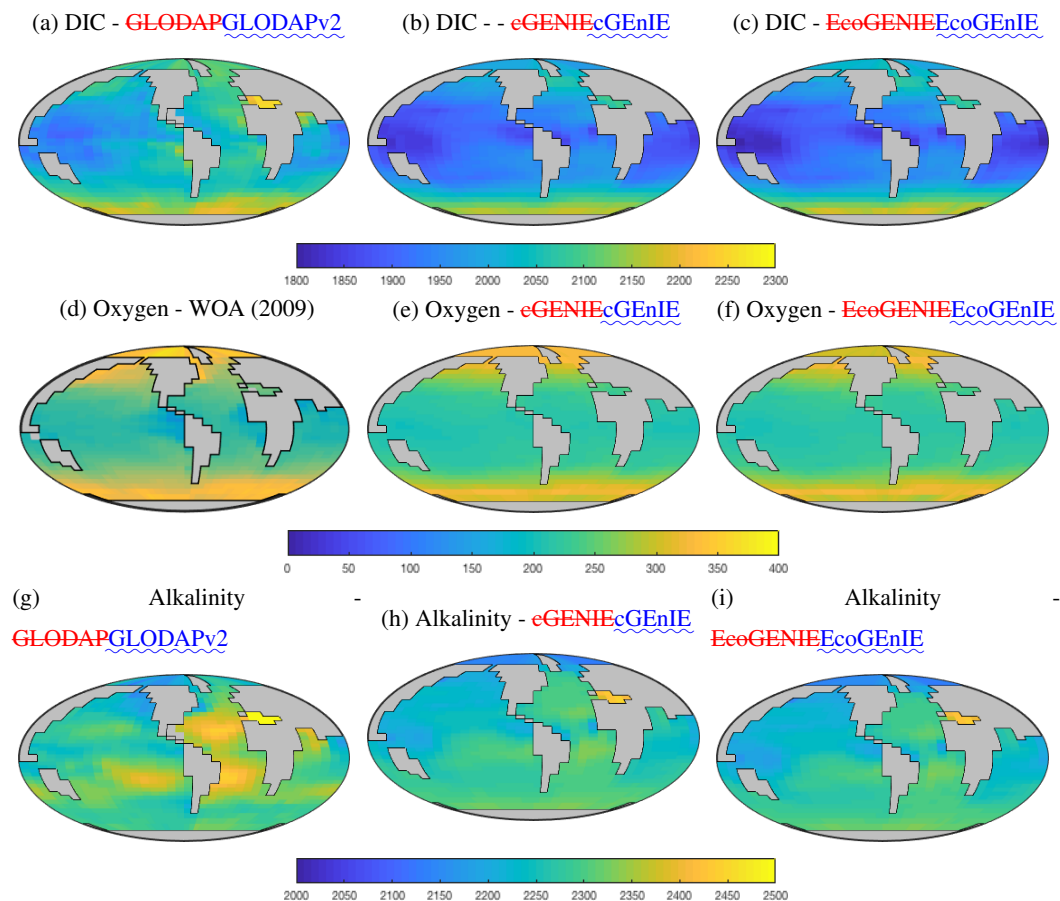 (a) DIC - GLODAPGLODAPv2
(b) DIC - - cGENIEcGEnIE
(c) DIC - EcoGENIEEcoGEnIE
1800 1850 1900 1950 2000 2050 2100 2150 2200 2250 2300
(d) Oxygen - WOA (2009)
(e) Oxygen - cGENIEcGEnIE
(f) Oxygen - EcoGENIEEcoGEnIE
0 50 100 150 200 250 300 350 400
(g) Alkalinity -
GLODAPGLODAPv2
(h) Alkalinity - cGENIEcGEnIE
(i) Alkalinity -
EcoGENIEEcoGEnIE
2000 2050 2100 2150 2200 2250 2300 2350 2400 2450 2500